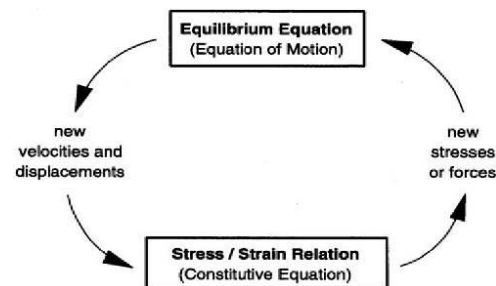 Equilibrium Equation
(Equation of Motion)
new
velocities and
displacements
new
stresses
or forces
Stress / Strain Relation
(Constitutive Equation)